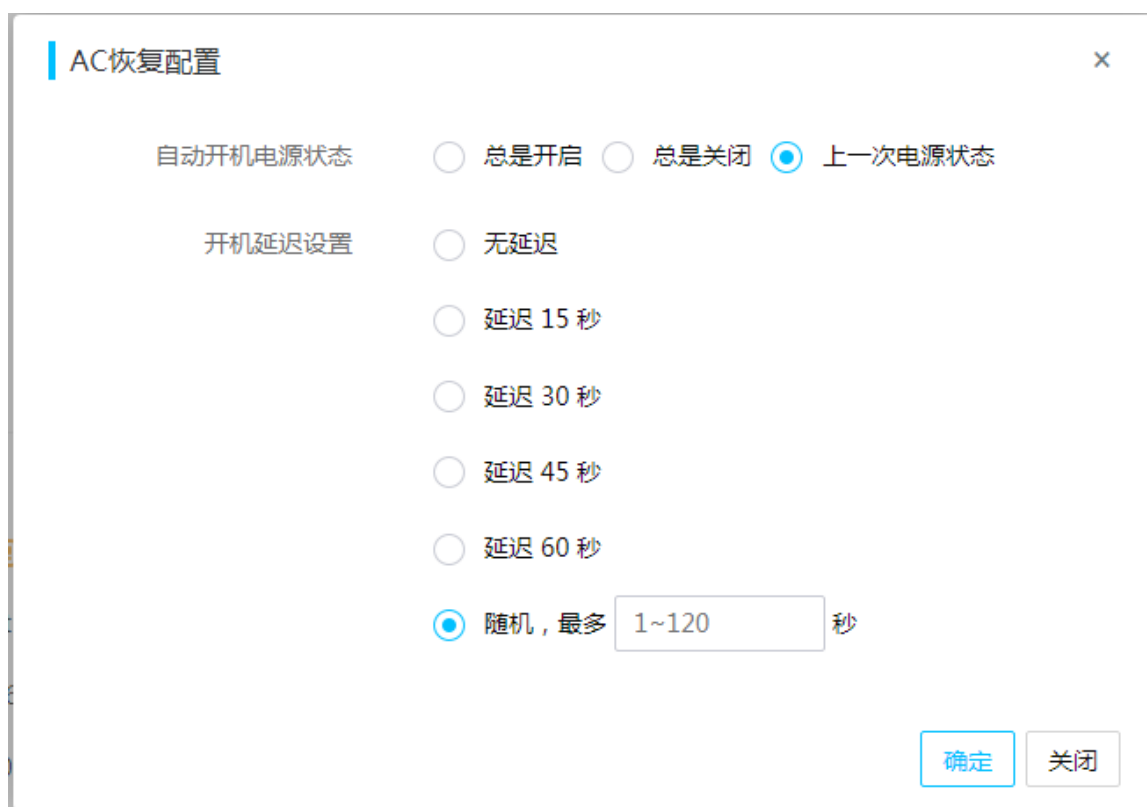 AC恢复配置 ×
自动开机电源状态 总是开启 总是关闭 上一次电源状态
开机延迟设置 无延迟
延迟 15 秒
延迟 30 秒
延迟 45 秒
延迟 60 秒
随机，最多 1~120 秒
确定 关闭